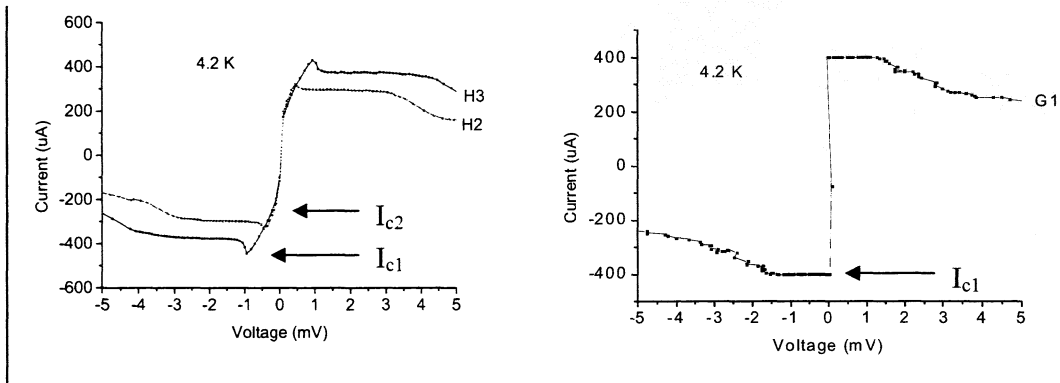 600
400
200
0
-200
-400
-600
Current (uA)
4.2 K
H3
H2
I_c2
I_c1
-5 -4 -3 -2 -1 0 1 2 3 4 5
Voltage (mV)
400
200
0
-200
-400
Current (uA)
4.2 K
G1
I_c1
-5 -4 -3 -2 -1 0 1 2 3 4 5
Voltage (mV)